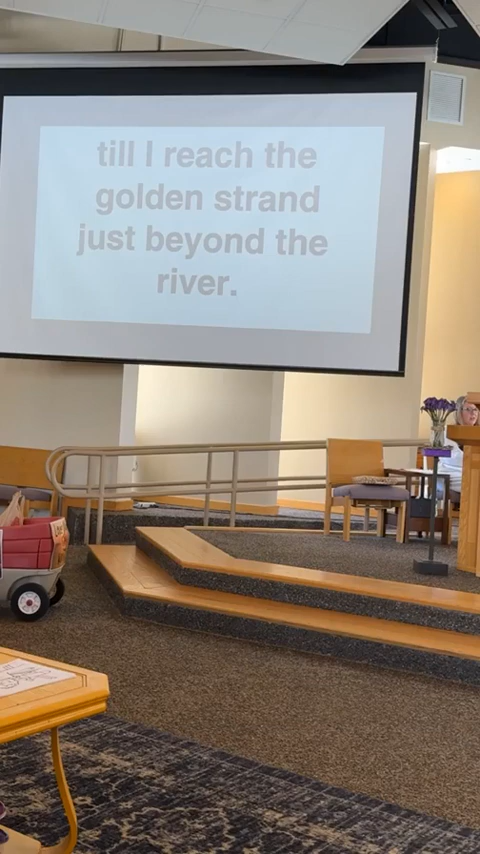 till I reach the
golden strand
just beyond the
river.